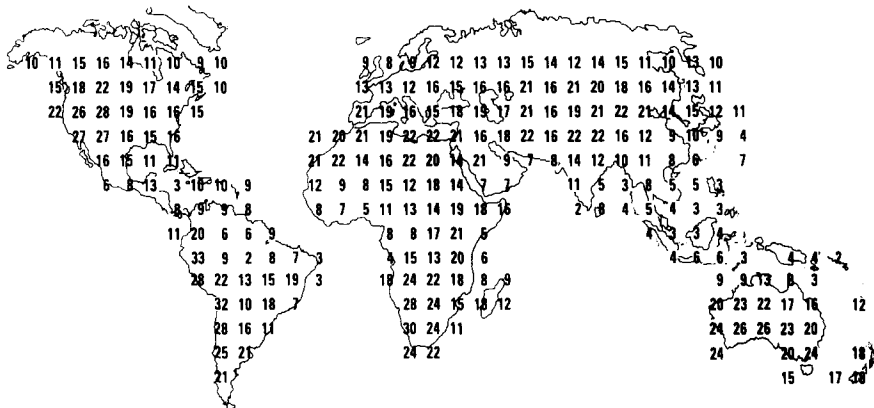 10 11 15 16 14 11 10 9 10 9 8 9 12 12 13 13 15 14 12 14 15 11 10 13 10
15 18 22 19 17 14 15 10 13 13 12 16 15 16 16 21 16 21 20 18 16 14 13 11
22 26 28 19 16 16 15 21 19 16 15 18 19 17 21 16 19 21 22 21 14 15 12 11
27 27 16 15 16 21 20 21 19 22 22 21 16 18 22 16 22 22 16 12 9 10 9 4
16 15 11 11 21 22 14 16 22 20 14 21 9 7 8 14 12 10 11 8 6 7
6 8 13 3 10 10 9 12 9 8 15 12 18 14 7 7 11 5 3 8 5 5 3
8 9 9 8 8 7 5 11 13 14 19 18 16 2 8 4 5 4 3 3
11 20 6 6 9 8 8 17 21 6 4 3 3 4
33 9 2 8 7 3 4 15 13 20 6 4 6 6 3 4 4 2
28 22 13 15 19 3 18 24 22 18 8 9 9 9 13 8 3
32 10 18 7 28 24 15 18 12 20 23 22 17 16 12
28 16 11 30 24 11 24 26 26 23 20
25 21 24 22 24 20 24 18
21 15 17 18